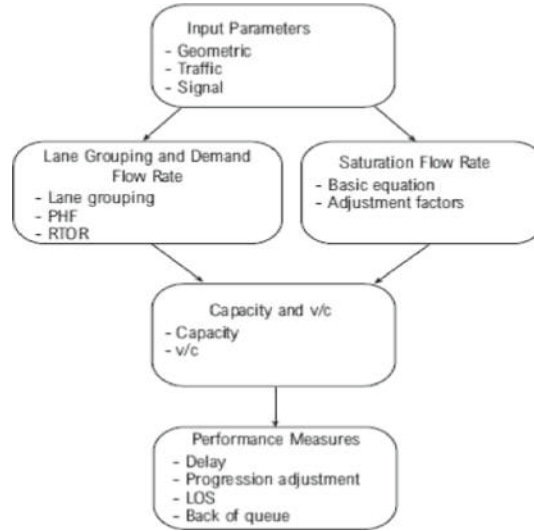 Input Parameters
- Geometric
- Traffic
- Signal
Lane Grouping and Demand
Flow Rate
- Lane grouping
- PHF
- RTOR
Saturation Flow Rate
- Basic equation
- Adjustment factors
Capacity and v/c
- Capacity
- v/c
Performance Measures
- Delay
- Progression adjustment
- LOS
- Back of queue